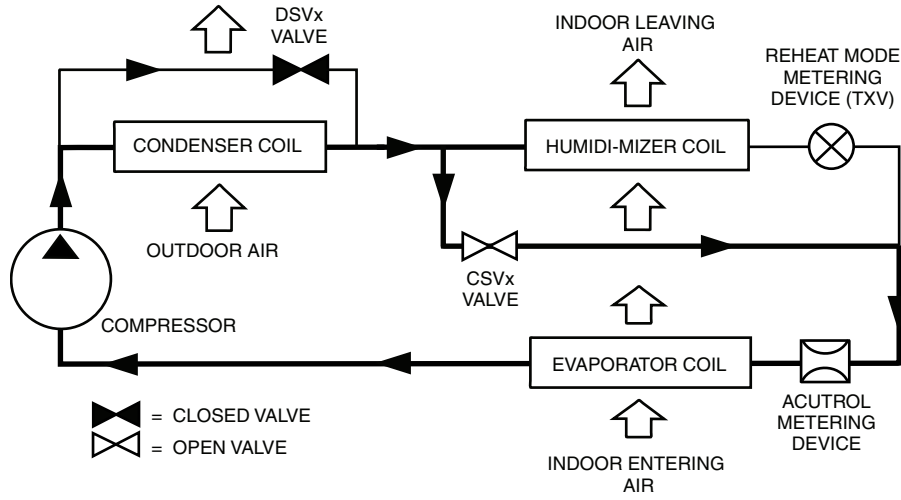 DSVx
VALVE
INDOOR LEAVING
AIR
REHEAT MODE
METERING
DEVICE (TXV)
CONDENSER COIL
HUMIDI-MIZER COIL
OUTDOOR AIR
CSVx
VALVE
COMPRESSOR
EVAPORATOR COIL
ACUTROL
METERING
DEVICE
= CLOSED VALVE
= OPEN VALVE
INDOOR ENTERING
AIR